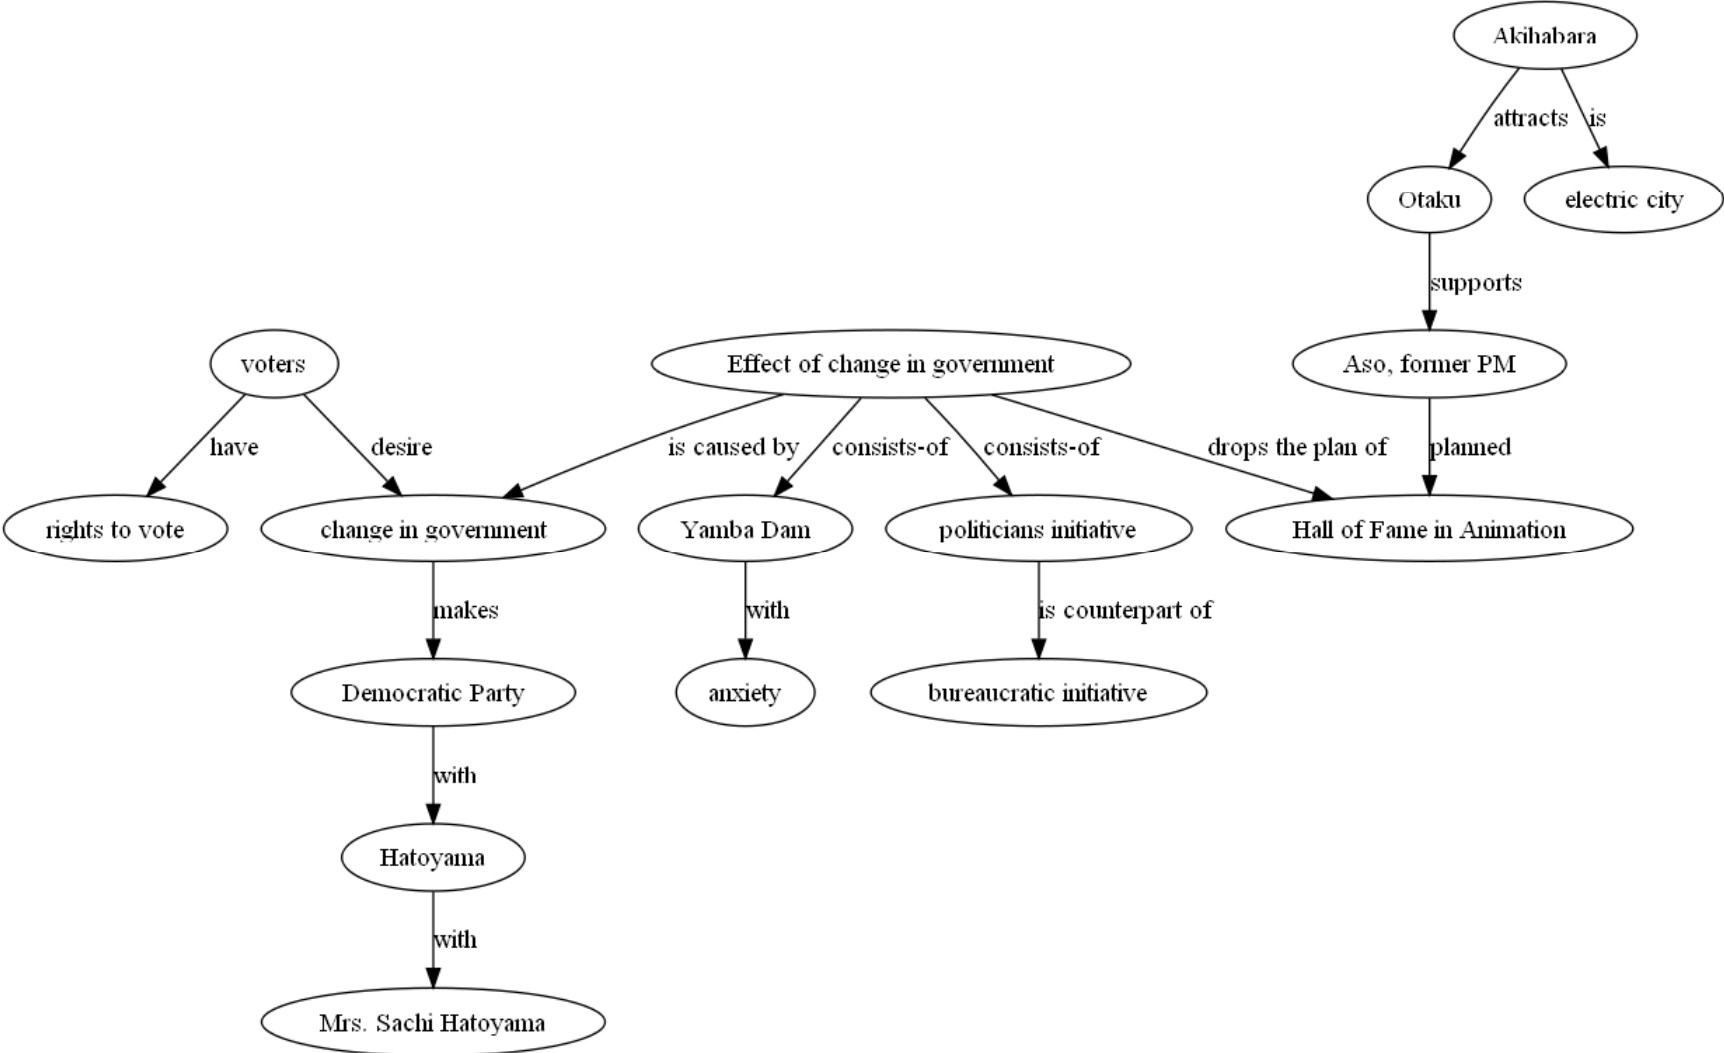 Akihabara
attracts
is
Otaku
electric city
supports
voters
Effect of change in government
Aso, former PM
have
desire
is caused by
consists-of
consists-of
drops the plan of
planned
rights to vote
change in government
Yamba Dam
politicians initiative
Hall of Fame in Animation
makes
with
is counterpart of
Democratic Party
anxiety
bureaucratic initiative
with
Hatoyama
with
Mrs. Sachi Hatoyama